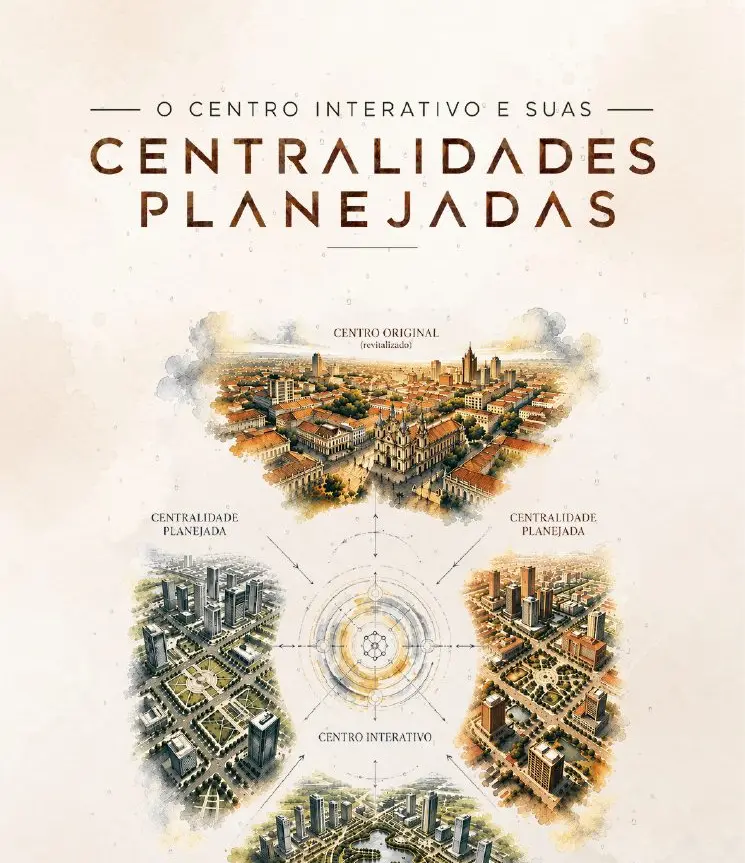 O CENTRO INTERATIVO E SUAS
CENTRALIDADES
PLANEJADAS
CENTRO ORIGINAL
(revitalizado)
CENTRALIDADE
PLANEJADA
CENTRALIDADE
PLANEJADA
CENTRO INTERATIVO